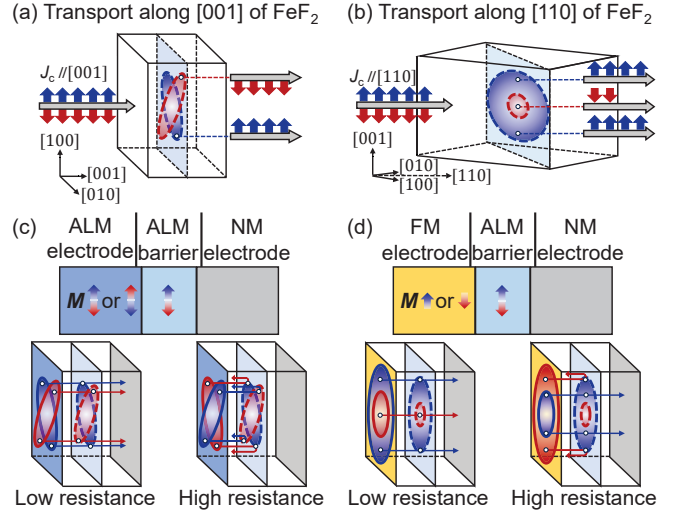 (a) Transport along [001] of FeF₂
J_c//[001]
[100]
[001]
[010]
(b) Transport along [110] of FeF₂
J_c//[110]
[001]
[010]
[100]
[110]
(c)
ALM
electrode
ALM
barrier
NM
electrode
M or
Low resistance
High resistance
(d)
FM
electrode
ALM
barrier
NM
electrode
M or
Low resistance
High resistance